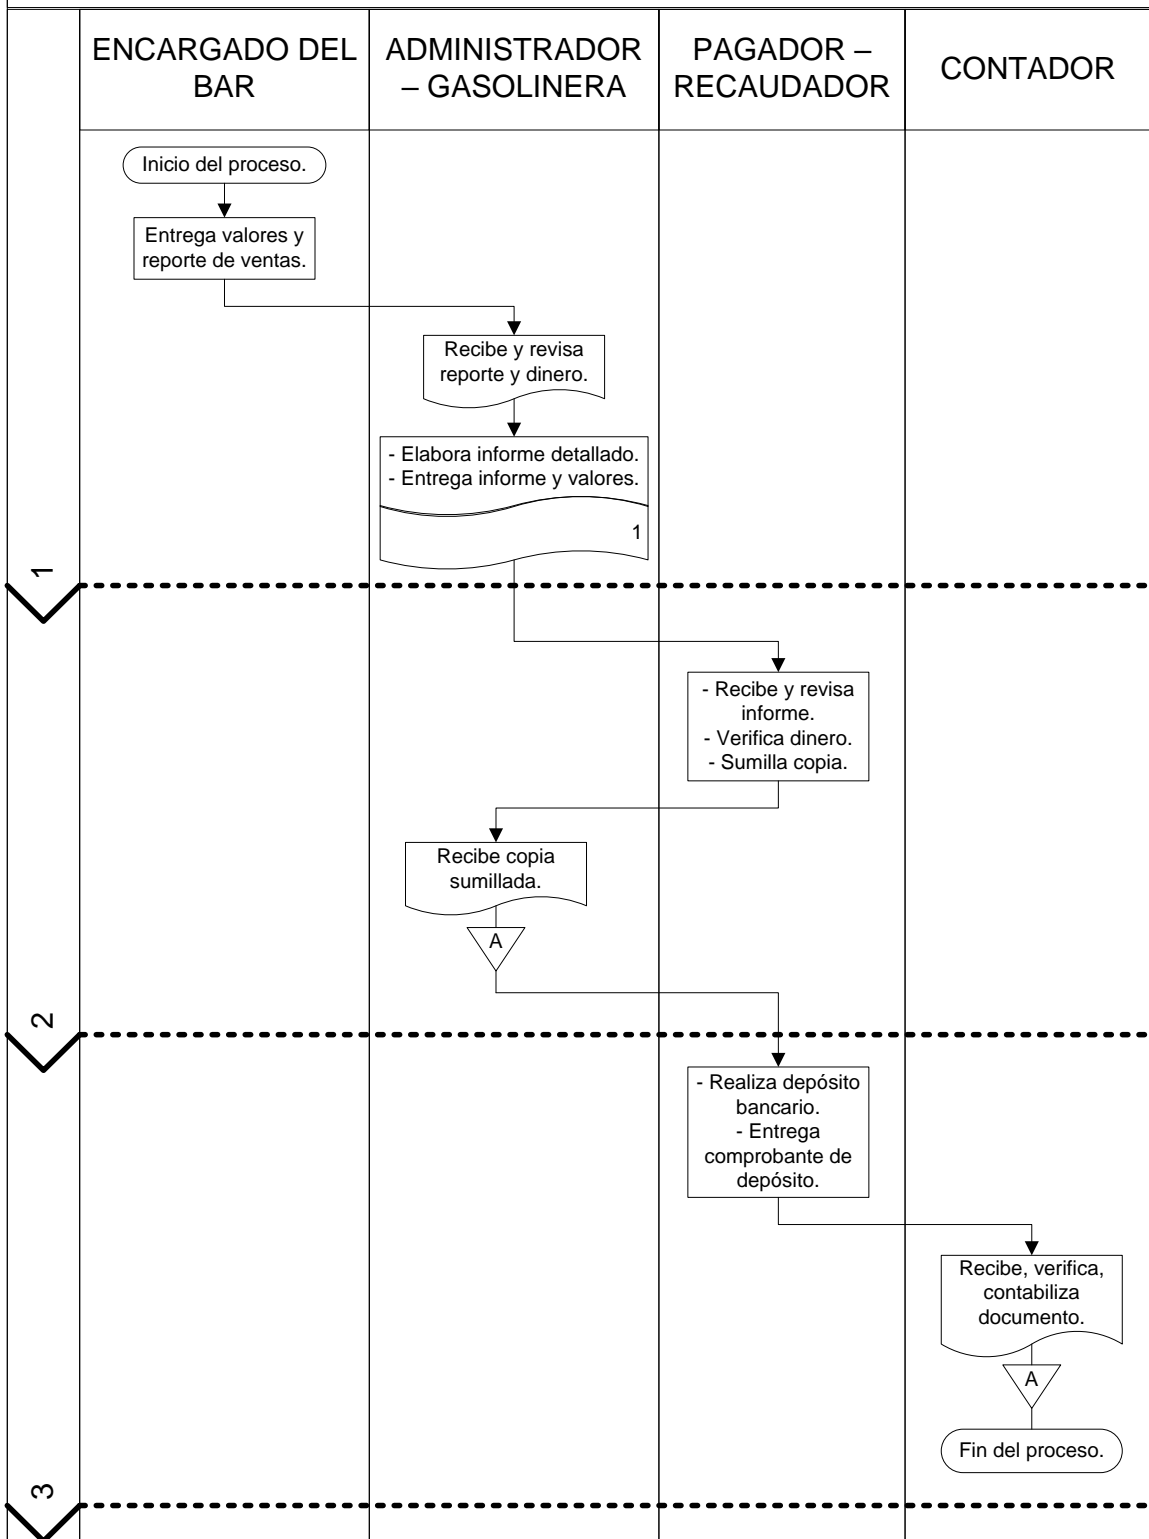 ENCARGADO DEL
BAR
ADMINISTRADOR
– GASOLINERA
PAGADOR –
RECAUDADOR
CONTADOR
Inicio del proceso.
Entrega valores y
reporte de ventas.
Recibe y revisa
reporte y dinero.
- Elabora informe detallado.
- Entrega informe y valores.
1
1
- Recibe y revisa
informe.
- Verifica dinero.
- Sumilla copia.
Recibe copia
sumillada.
A
2
- Realiza depósito
bancario.
- Entrega
comprobante de
depósito.
Recibe, verifica,
contabiliza
documento.
A
Fin del proceso.
3